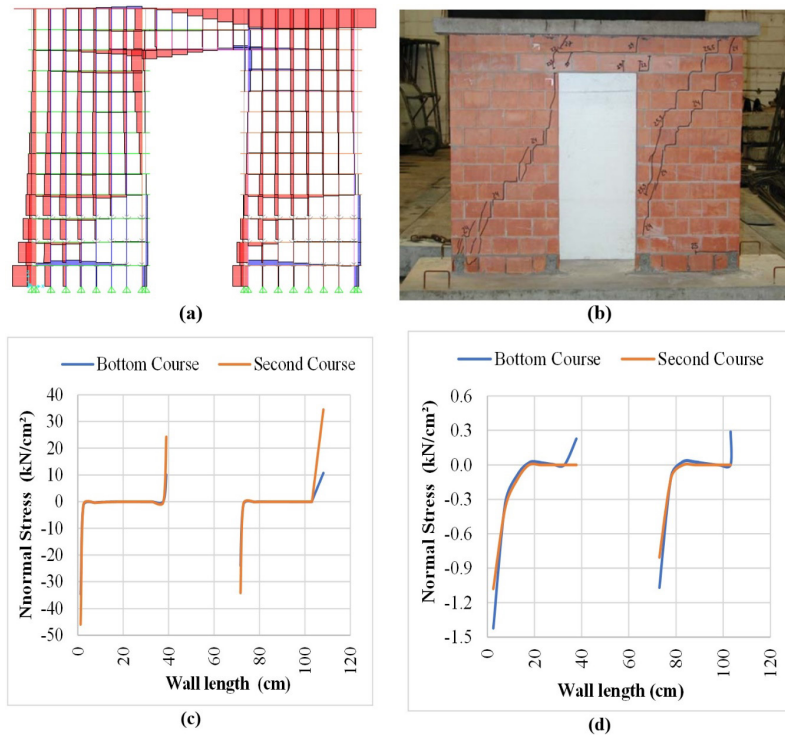 (a)
(b)
Bottom Course
Second Course
Nnormal Stress (kN/cm²)
40
30
20
10
0
-10
-20
-30
-40
-50
0
20
40
60
80
100
120
Wall length (cm)
(c)
Bottom Course
Second Course
Normal Stress (kN/cm²)
0.6
0.3
0.0
-0.3
-0.6
-0.9
-1.2
-1.5
0
20
40
60
80
100
120
Wall length (cm)
(d)